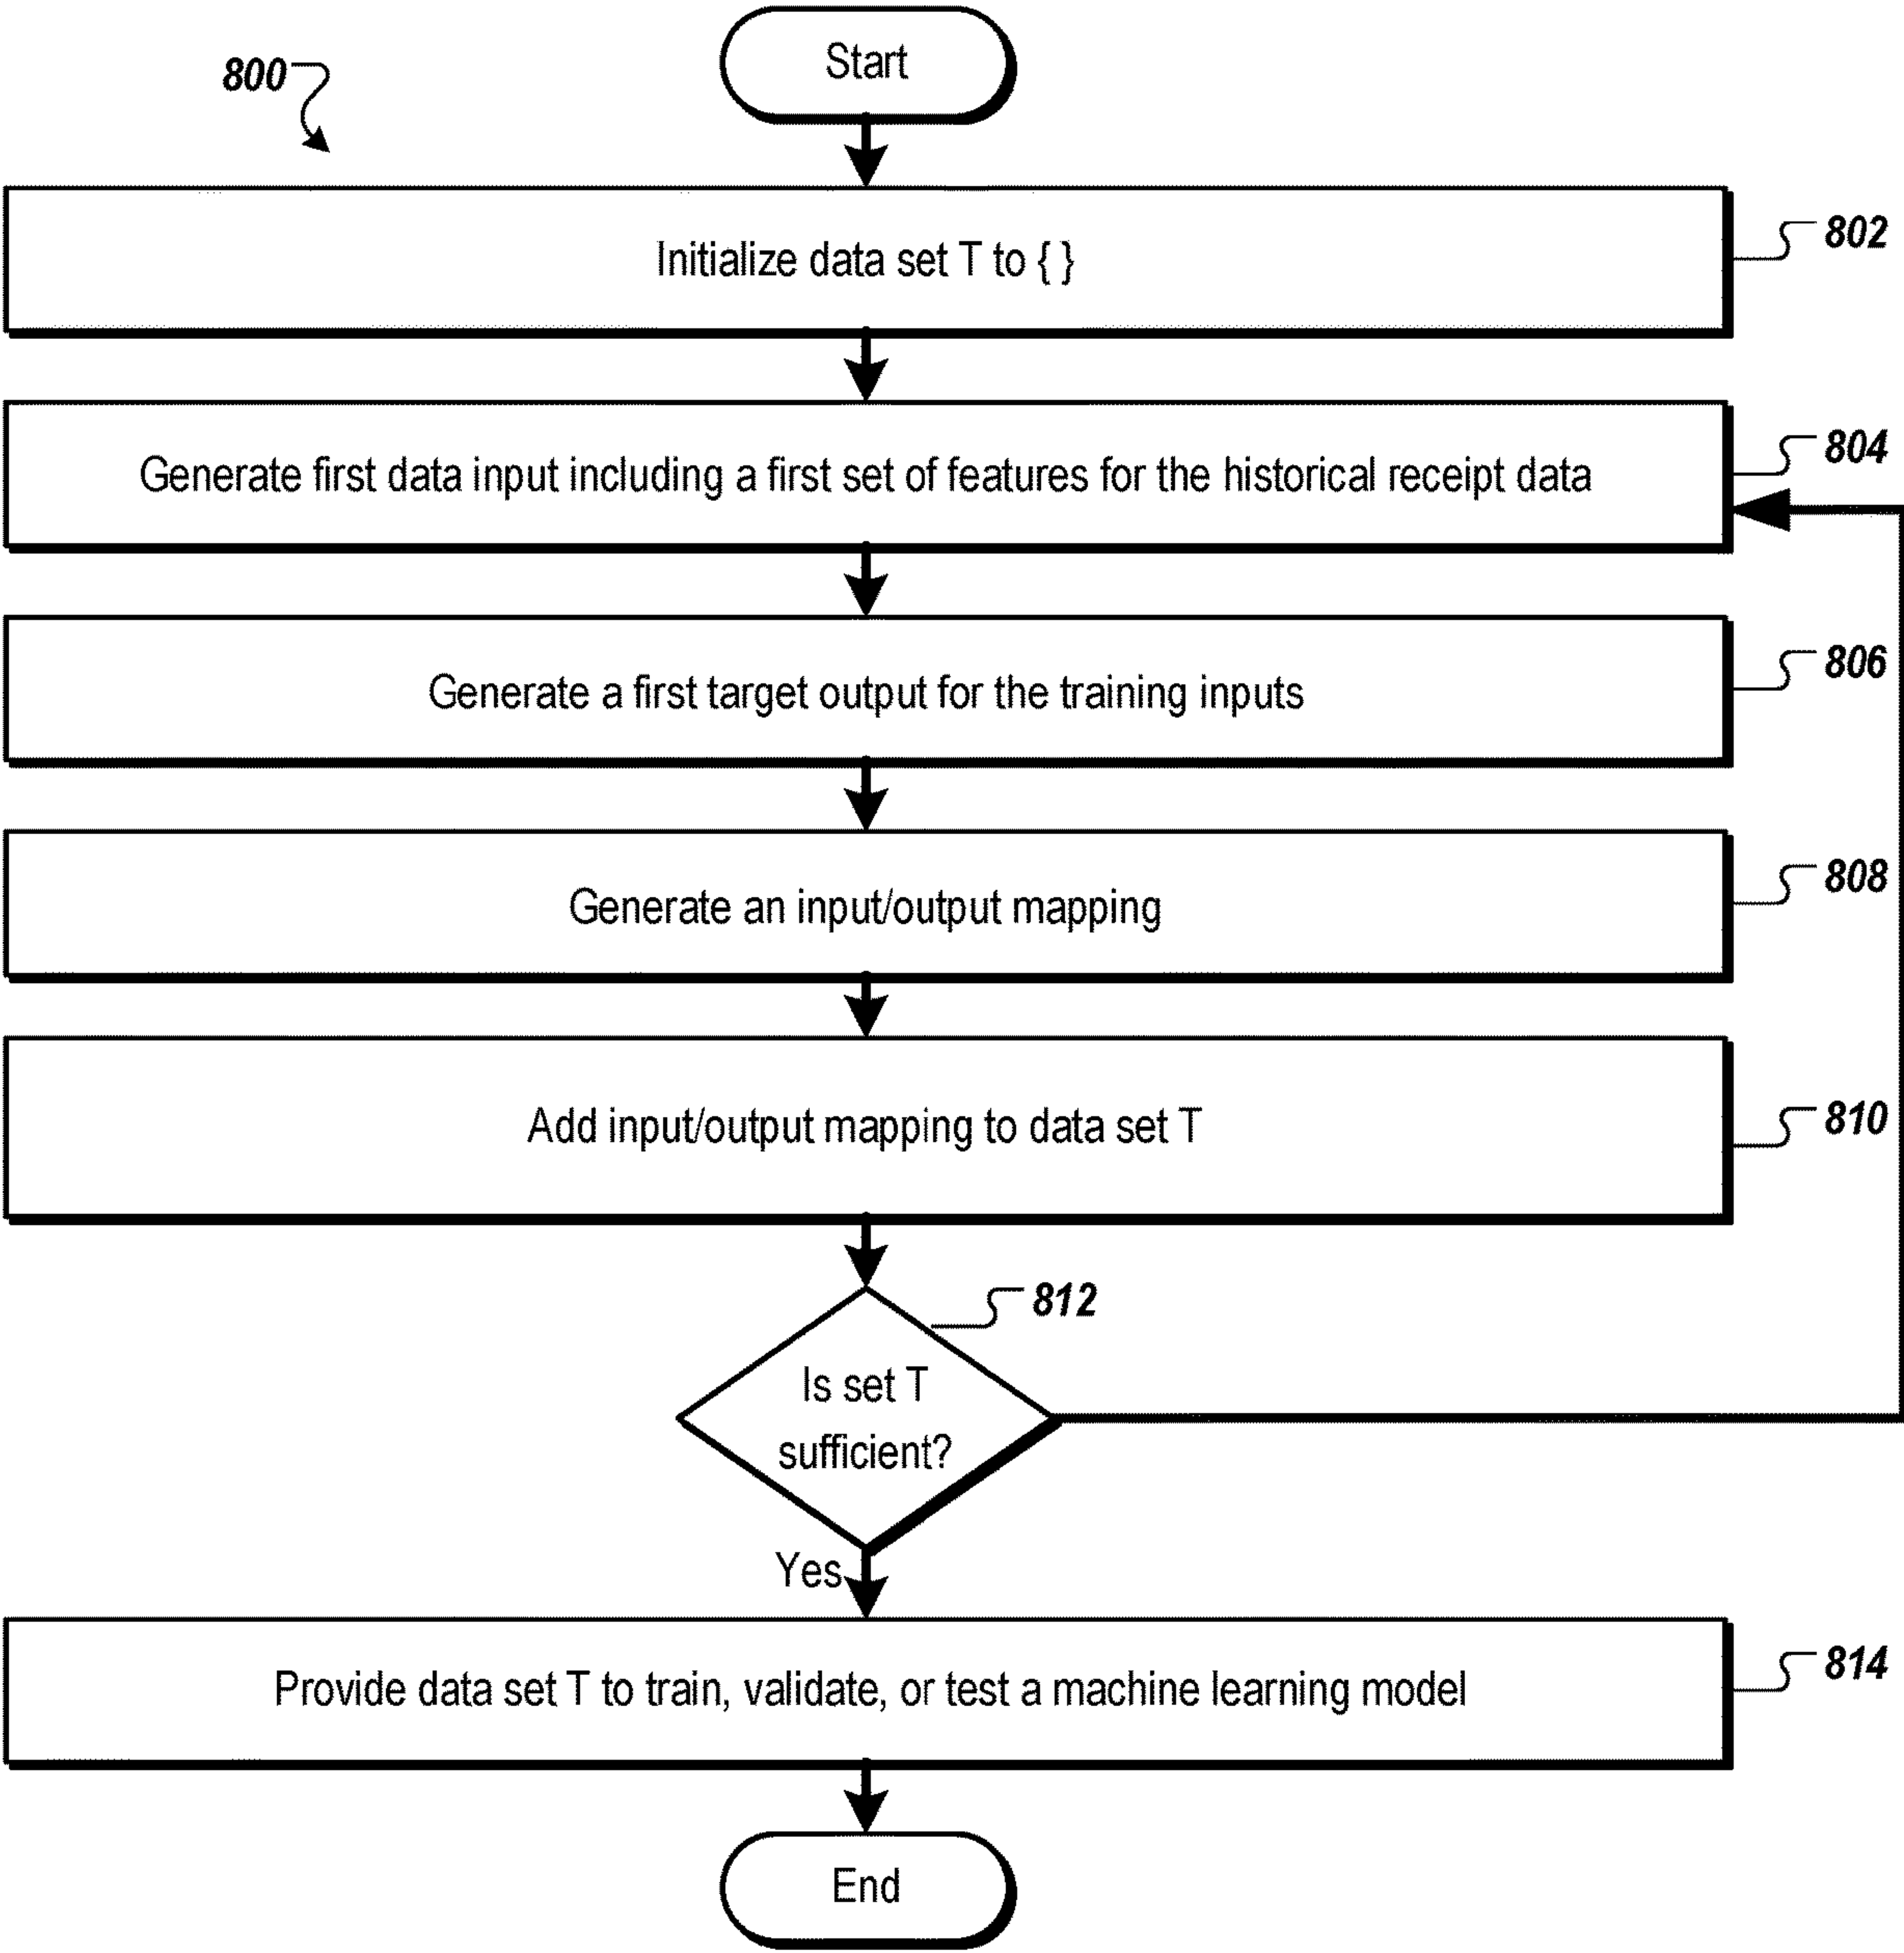 800
Start
Initialize data set T to { }
802
Generate first data input including a first set of features for the historical receipt data
804
Generate a first target output for the training inputs
806
Generate an input/output mapping
808
Add input/output mapping to data set T
810
812
Is set T
sufficient?
Yes
Provide data set T to train, validate, or test a machine learning model
814
End